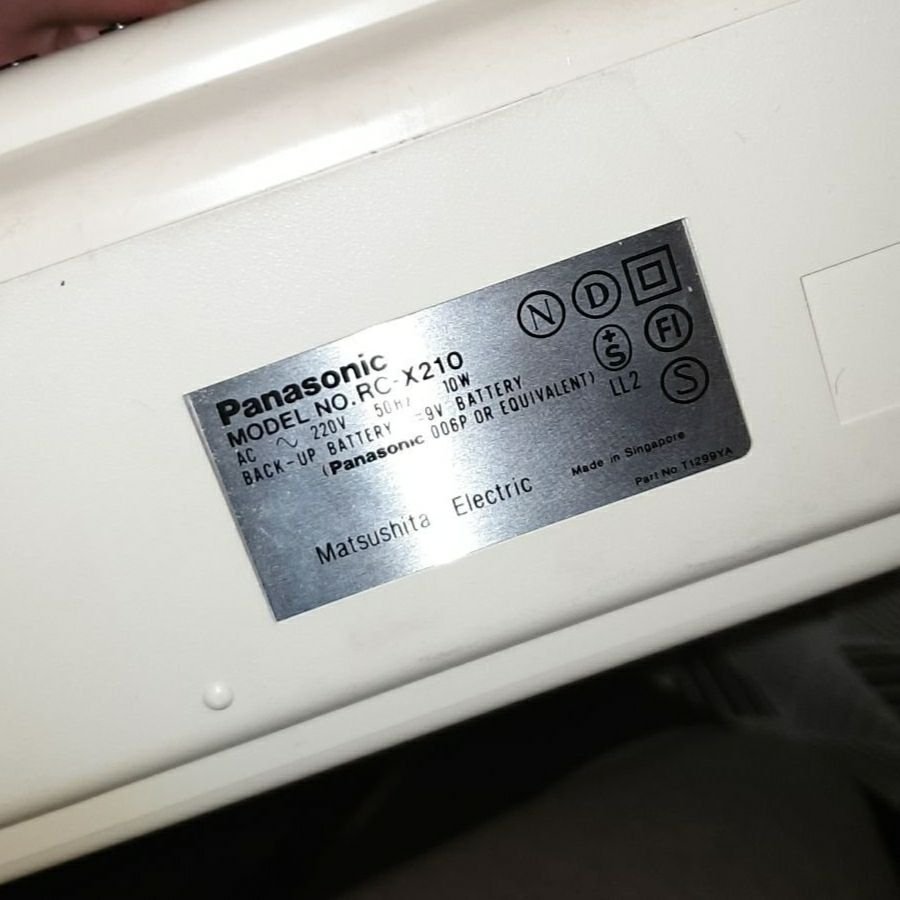 Panasonic
MODEL NO. RC-X210
AC ~ 220V 50Hz 10W
BACK-UP BATTERY 9V BATTERY
(Panasonic 006P OR EQUIVALENT)
N D
+S FI
LL2 S
Matsushita Electric
Made in Singapore
Part No T1299YA